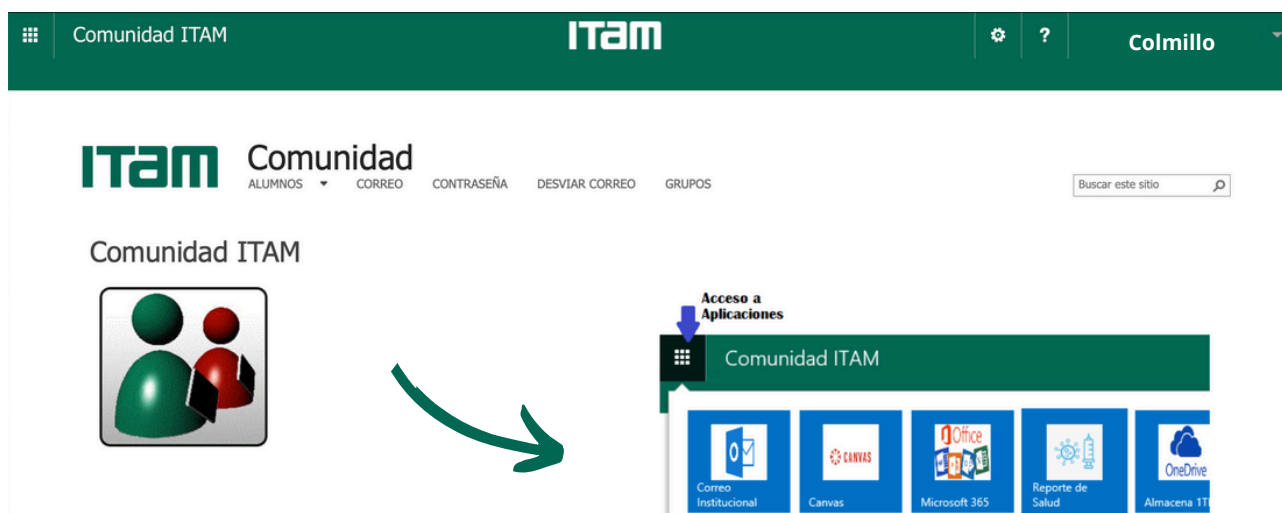 Comunidad ITAM
ITAM
?
Colmillo
ITAM
Comunidad
ALUMNOS CORREO CONTRASEÑA DESVIAR CORREO GRUPOS
Buscar este sitio
Comunidad ITAM
Acceso a
Aplicaciones
Comunidad ITAM
Office
CANVAS
OneDrive
Correo
Institucional
Canvas
Microsoft 365
Reporte de
Salud
Almacena 1T